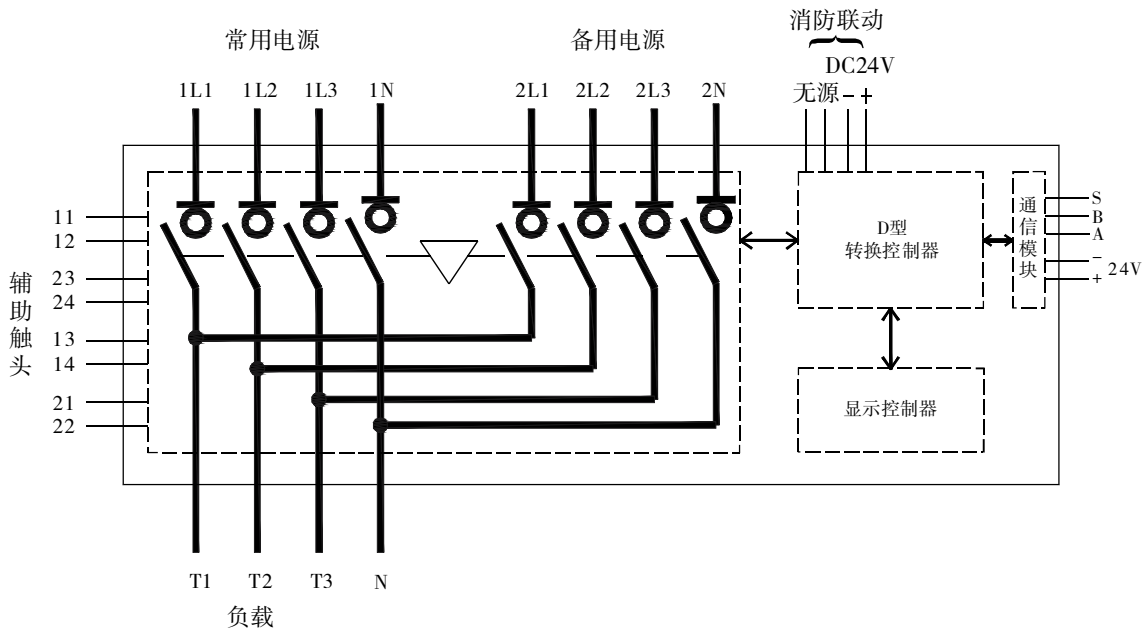 消防联动
常用电源
备用电源
DC24V
1L1 1L2 1L3 1N 2L1 2L2 2L3 2N
无源 - +
11
12
23
24
13
14
21
22
辅助触头
D型
转换控制器
通信模块
S
B
A
-
+
24V
显示控制器
T1 T2 T3 N
负载